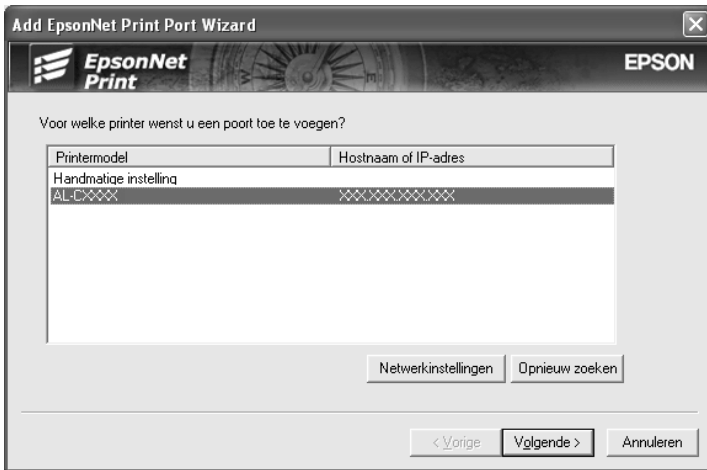 Add EpsonNet Print Port Wizard
EpsonNet
Print
EPSON
Voor welke printer wenst u een poort toe te voegen?
Printermodel Hostnaam of IP-adres
Handmatige instelling
AL-CXXXX XXX.XXX.XXX.XXX
Netwerkinstellingen Opnieuw zoeken
< Vorige Volgende > Annuleren